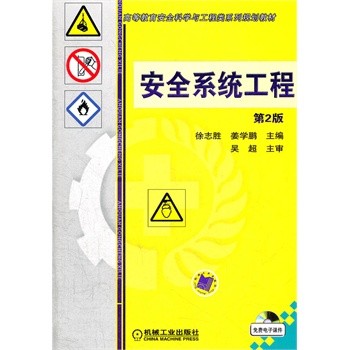 高等教育安全科学与工程类系列规划教材
安全系统工程
第2版
徐志胜 姜学鹏 主编
吴超 主审
免费电子课件
机械工业出版社
CHINA MACHINE PRESS